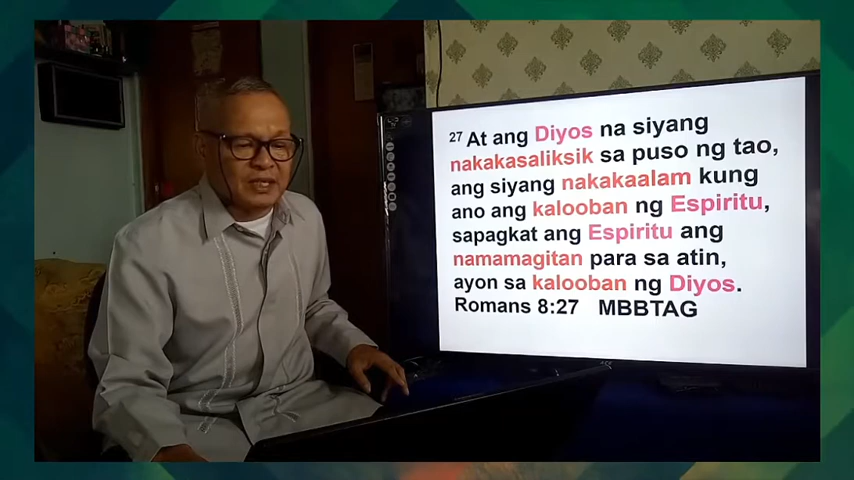 27 At ang Diyos na siyang
nakakasaliksik sa puso ng tao,
ang siyang nakakaalam kung
ano ang kalooban ng Espiritu,
sapagkat ang Espiritu ang
namamagitan para sa atin,
ayon sa kalooban ng Diyos.
Romans 8:27 MBBTAG